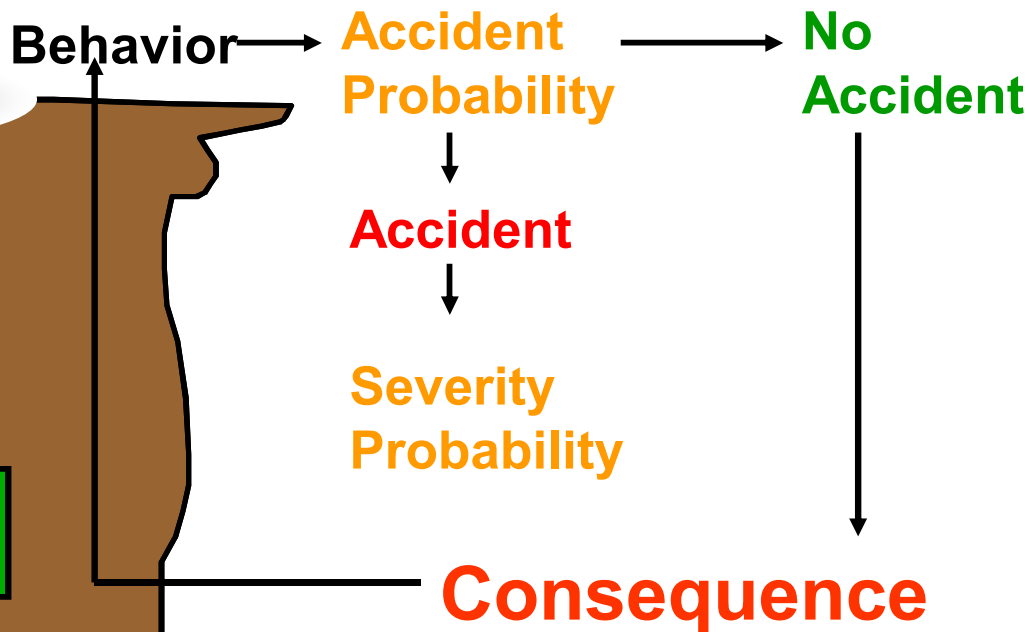 Behavior
Accident
Probability
No
Accident
Accident
Severity
Probability
Consequence